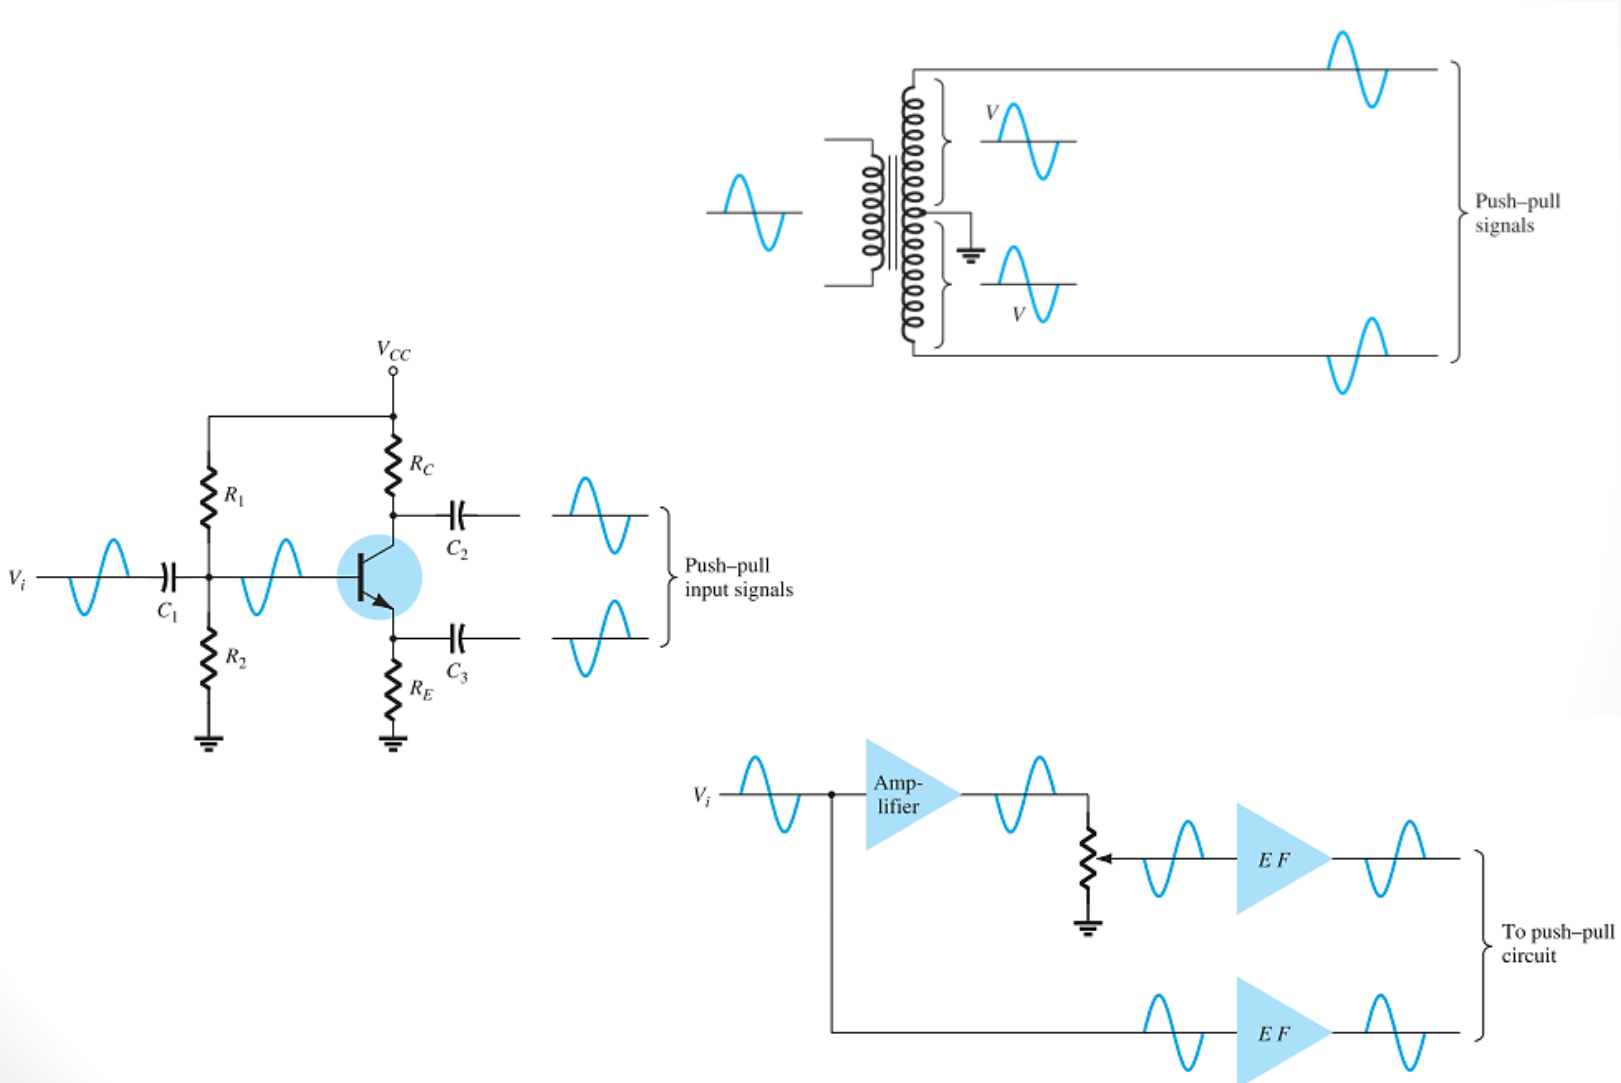 V
V
Push–pull
signals
V_CC
R_C
R_1
C_2
V_i
C_1
Push–pull
input signals
R_2
C_3
R_E
V_i
Amp-
lifier
E F
To push–pull
circuit
E F